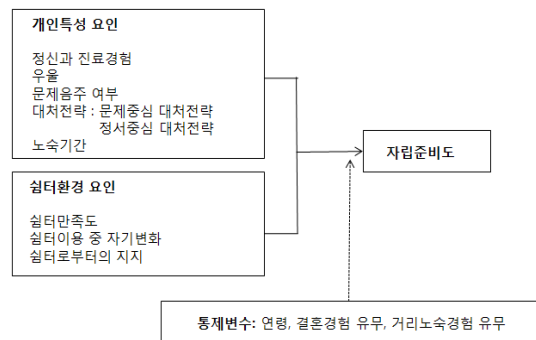 개인특성 요인
정신과 진료경험
우울
문제음주 여부
대처전략 : 문제중심 대처전략
정서중심 대처전략
노숙기간
자립준비도
쉼터환경 요인
쉼터만족도
쉼터이용 중 자기변화
쉼터로부터의 지지
통제변수: 연령, 결혼경험 유무, 거리노숙경험 유무